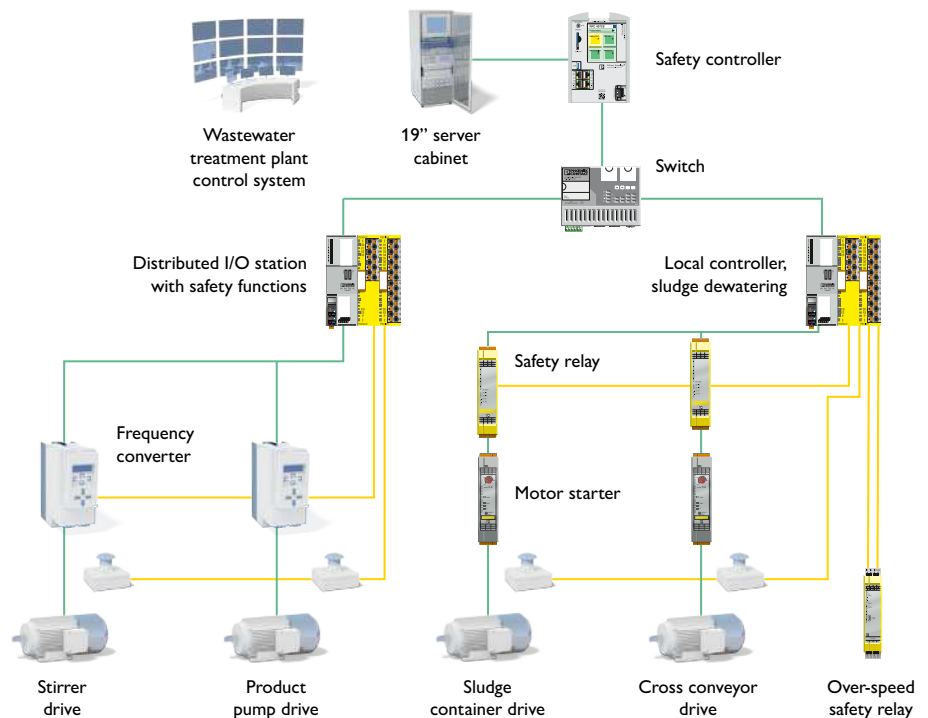 Safety controller
Wastewater
treatment plant
control system
19” server
cabinet
Switch
Distributed I/O station
with safety functions
Local controller,
sludge dewatering
Safety relay
Frequency
converter
Motor starter
Stirrer
drive
Product
pump drive
Sludge
container drive
Cross conveyor
drive
Over-speed
safety relay